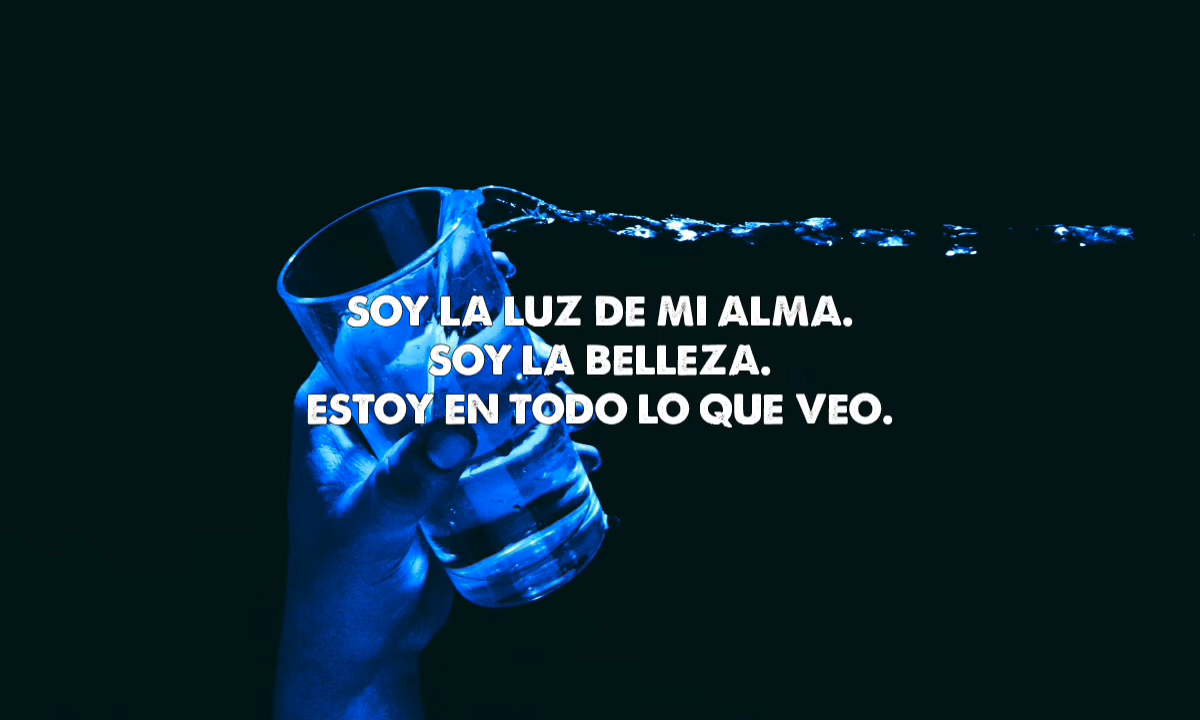 SOY LA LUZ DE MI ALMA.
SOY LA BELLEZA.
ESTOY EN TODO LO QUE VEO.